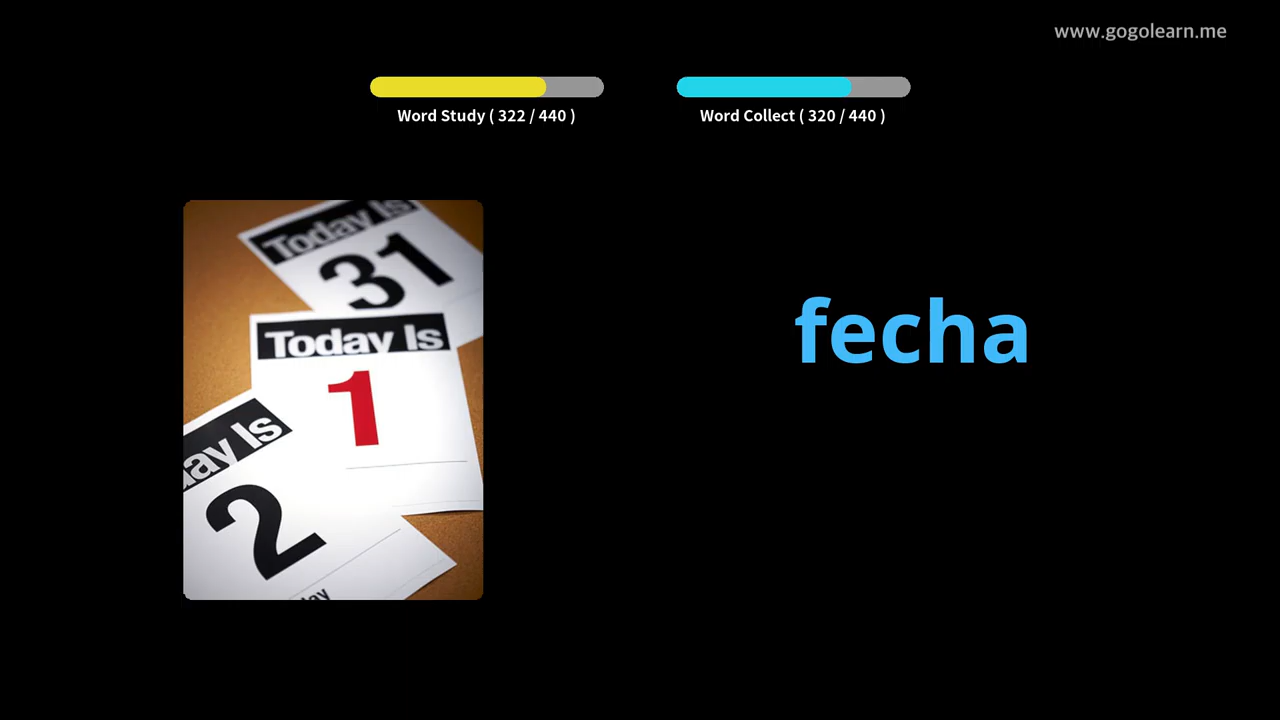 www.gogolearn.me
Word Study ( 322 / 440 )
Word Collect ( 320 / 440 )
Today Is
31
Today Is
1
ay Is
2
fecha